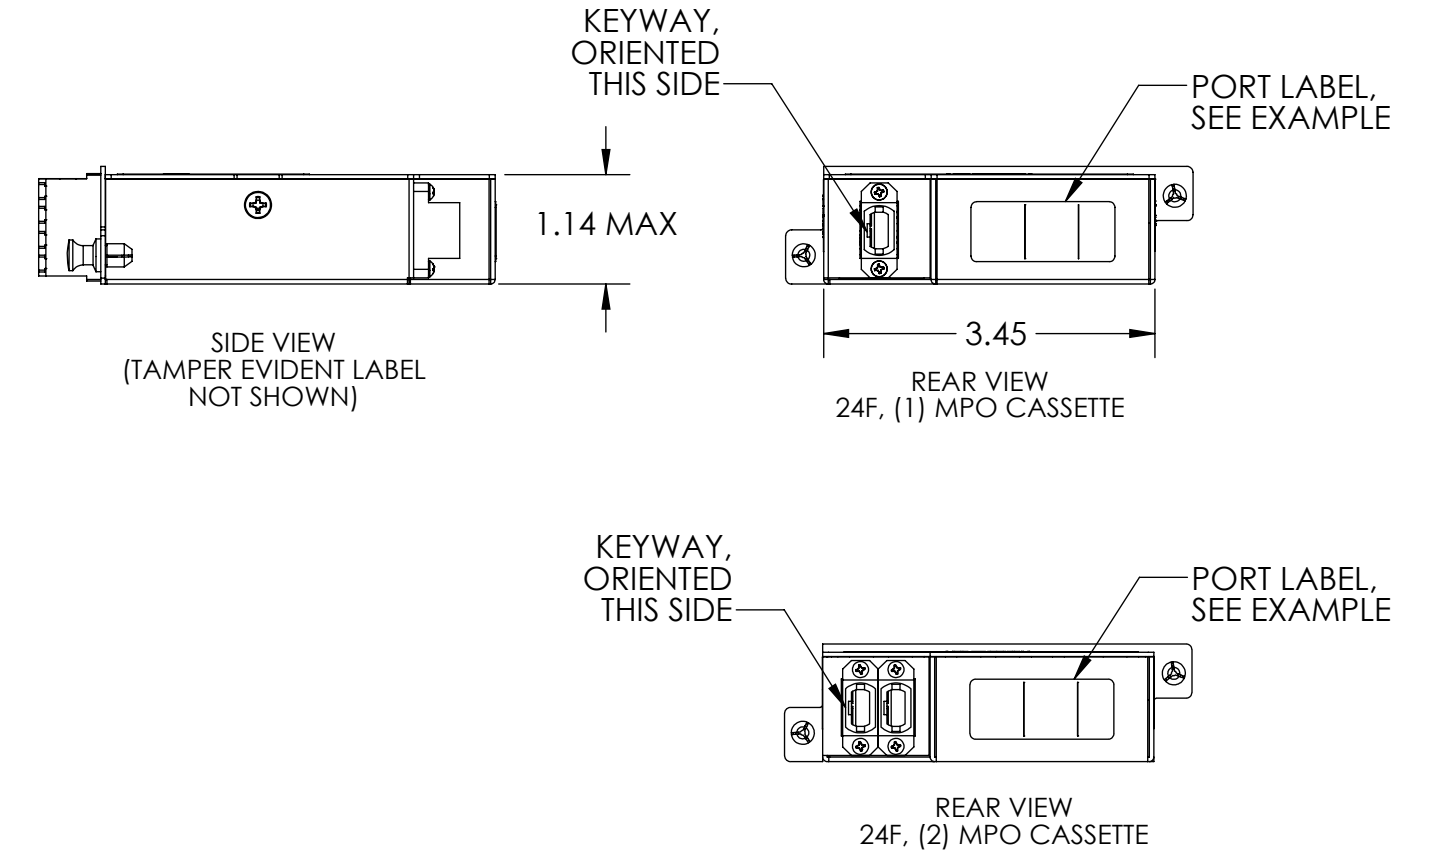 KEYWAY,
ORIENTED
THIS SIDE
PORT LABEL,
SEE EXAMPLE
1.14 MAX
3.45
SIDE VIEW
(TAMPER EVIDENT LABEL
NOT SHOWN)
REAR VIEW
24F, (1) MPO CASSETTE
KEYWAY,
ORIENTED
THIS SIDE
PORT LABEL,
SEE EXAMPLE
REAR VIEW
24F, (2) MPO CASSETTE